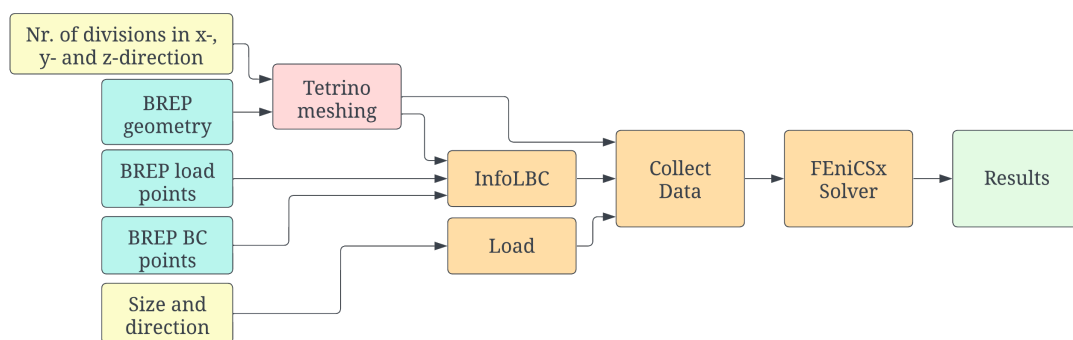 Nr. of divisions in x-,
y- and z-direction
BREP
geometry
Tetrino
meshing
BREP load
points
InfoLBC
Collect
Data
FEniCSx
Solver
Results
BREP BC
points
Load
Size and
direction